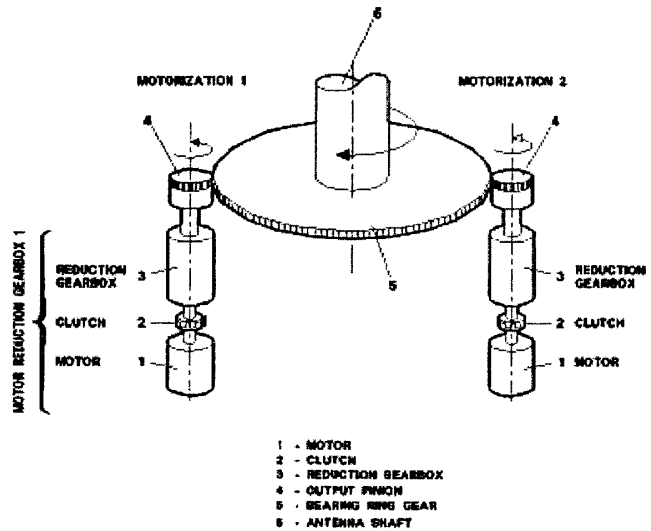 6
MOTORIZATION 1
MOTORIZATION 2
4
4
MOTOR REDUCTION GEARBOX 1
REDUCTION GEARBOX 3
5
3 REDUCTION GEARBOX
CLUTCH 2
2 CLUTCH
MOTOR 1
1 MOTOR
1 - MOTOR
2 - CLUTCH
3 - REDUCTION GEARBOX
4 - OUTPUT PINION
5 - BEARING RING GEAR
6 - ANTENNA SHAFT